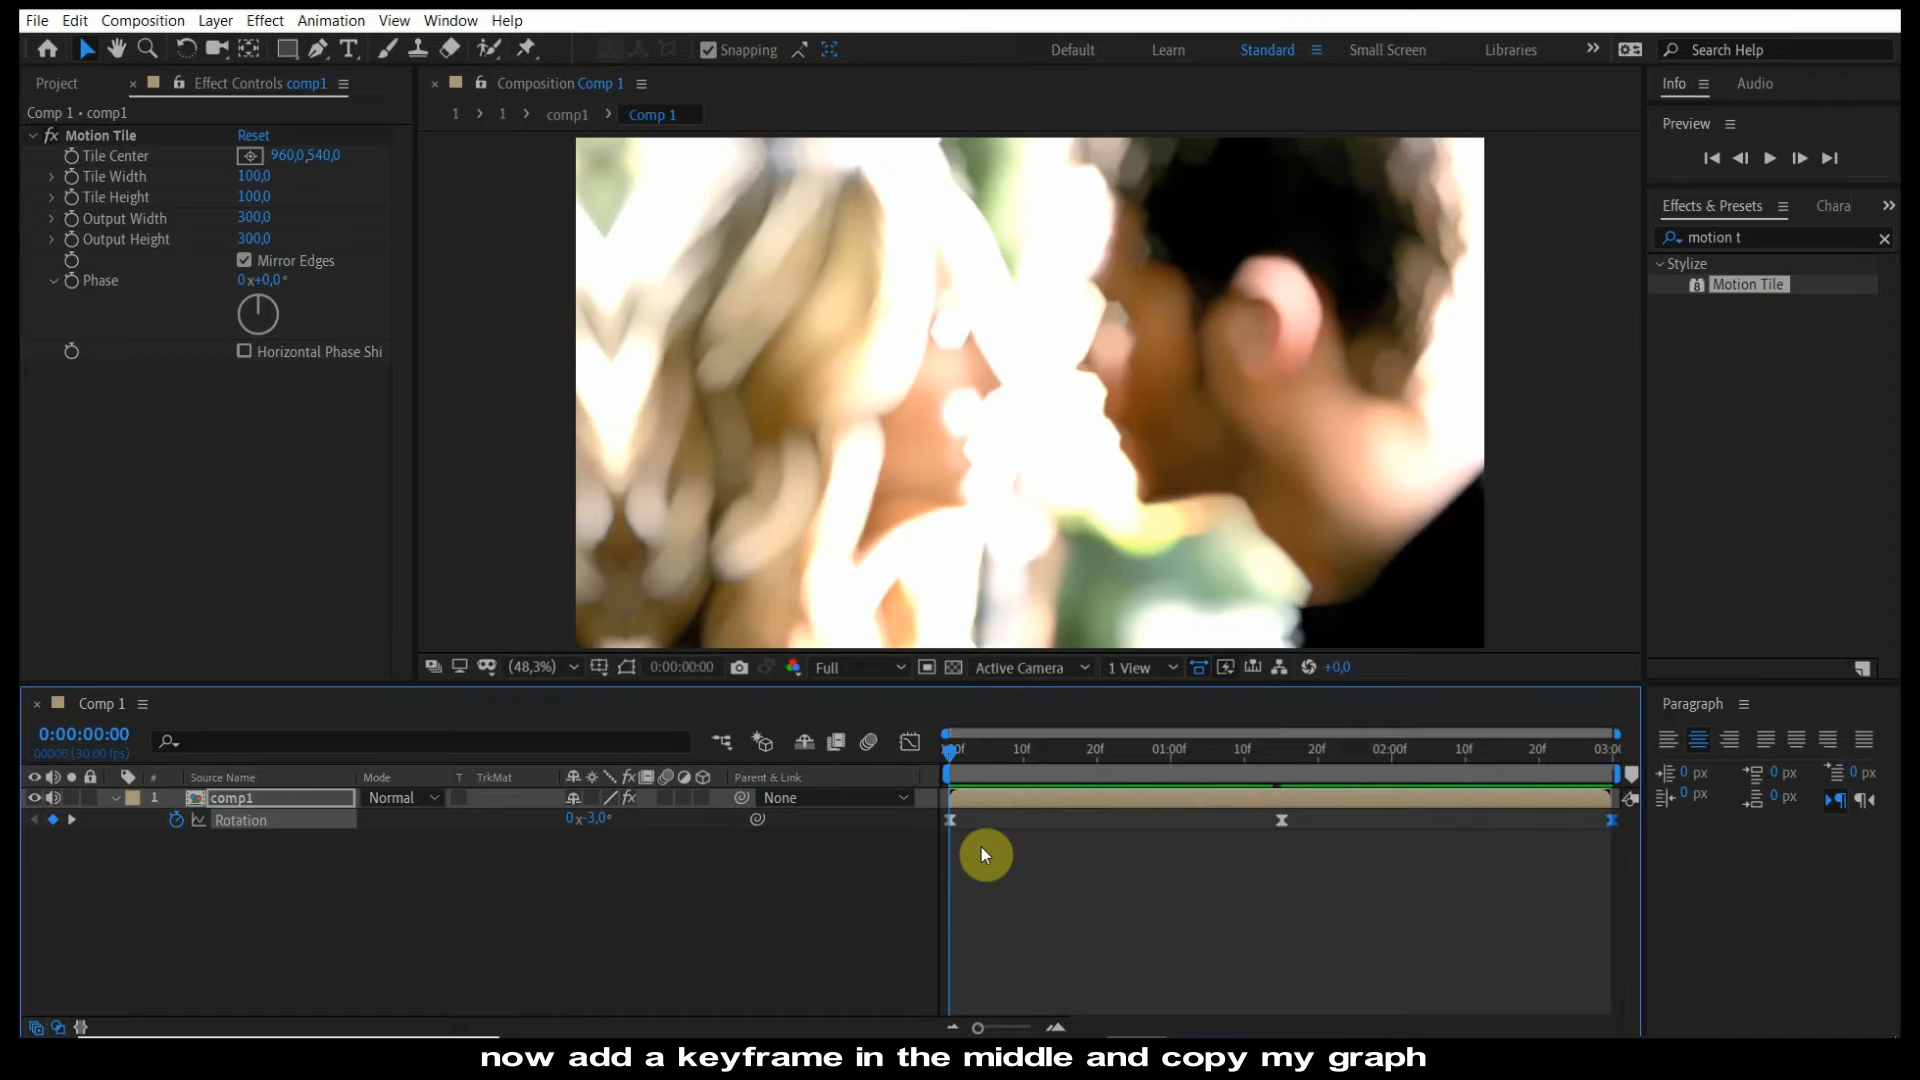 File Edit Composition Layer Effect Animation View Window Help
Snapping Default Learn Standard Small Screen Libraries Search Help
Project Effect Controls comp1 Composition Comp 1 Info Audio
Comp 1 • comp1 1 1 comp1 Comp 1
Preview
fx Motion Tile Reset
Tile Center 960,0,540,0
Tile Width 100,0
Tile Height 100,0
Output Width 300,0
Output Height 300,0
Mirror Edges
Phase 0x+0,0°
Horizontal Phase Shi
Effects & Presets Chara
motion t
Stylize
Motion Tile
(48,3%) 0:00:00:00 Full Active Camera 1 View +0,0
Comp 1
0:00:00:00
00000 (30.00 fps)
10f 20f 01:00f 10f 20f 02:00f 10f 20f
# Source Name Mode T TrkMat fx Parent & Link
1 comp1 Normal fx None
Rotation 0x-3,0°
Paragraph
0 px 0 px 0 px
0 px 0 px
now add a keyframe in the middle and copy my graph